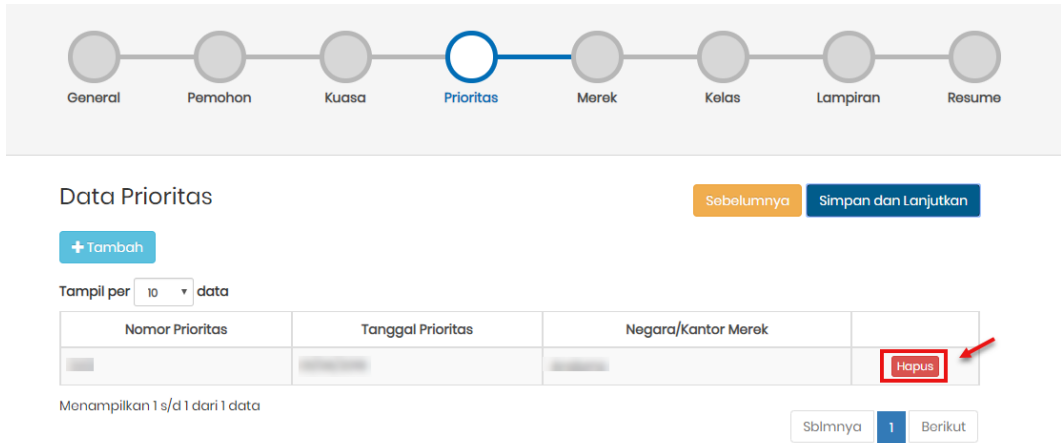 General Pemohon Kuasa Prioritas Merek Kelas Lampiran Resume
Data Prioritas
Sebelumnya Simpan dan Lanjutkan
+Tambah
Tampil per 10 data
Nomor Prioritas Tanggal Prioritas Negara/Kantor Merek
Hapus
Menampilkan 1 s/d 1 dari 1 data
Sblmnya 1 Berikut